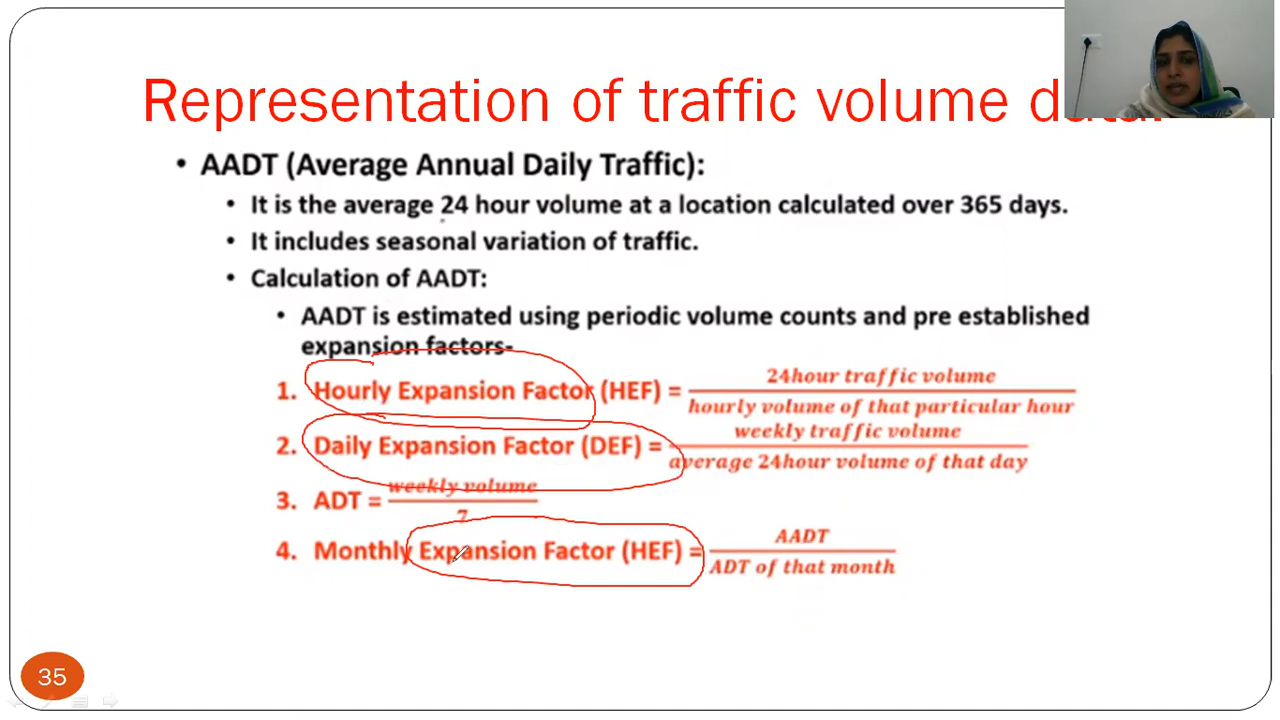 Representation of traffic volume data.
• AADT (Average Annual Daily Traffic):
• It is the average 24 hour volume at a location calculated over 365 days.
• It includes seasonal variation of traffic.
• Calculation of AADT:
• AADT is estimated using periodic volume counts and pre established
expansion factors-
1. Hourly Expansion Factor (HEF) = 24hour traffic volume / hourly volume of that particular hour
2. Daily Expansion Factor (DEF) = weekly traffic volume / average 24hour volume of that day
3. ADT = weekly volume / 7
4. Monthly Expansion Factor (HEF) = AADT / ADT of that month
35